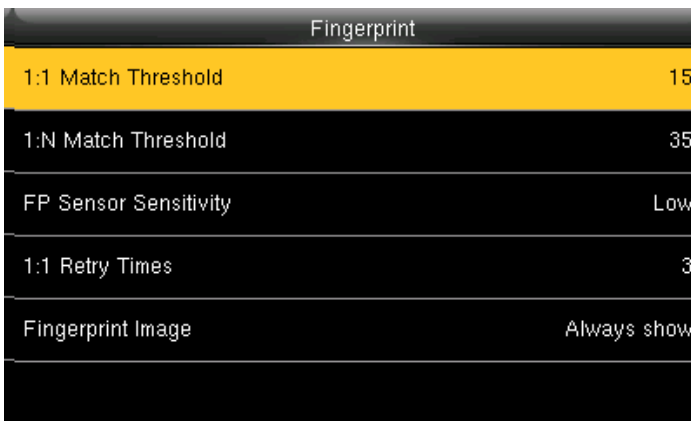 Fingerprint
1:1 Match Threshold 15
1:N Match Threshold 35
FP Sensor Sensitivity Low
1:1 Retry Times 3
Fingerprint Image Always show